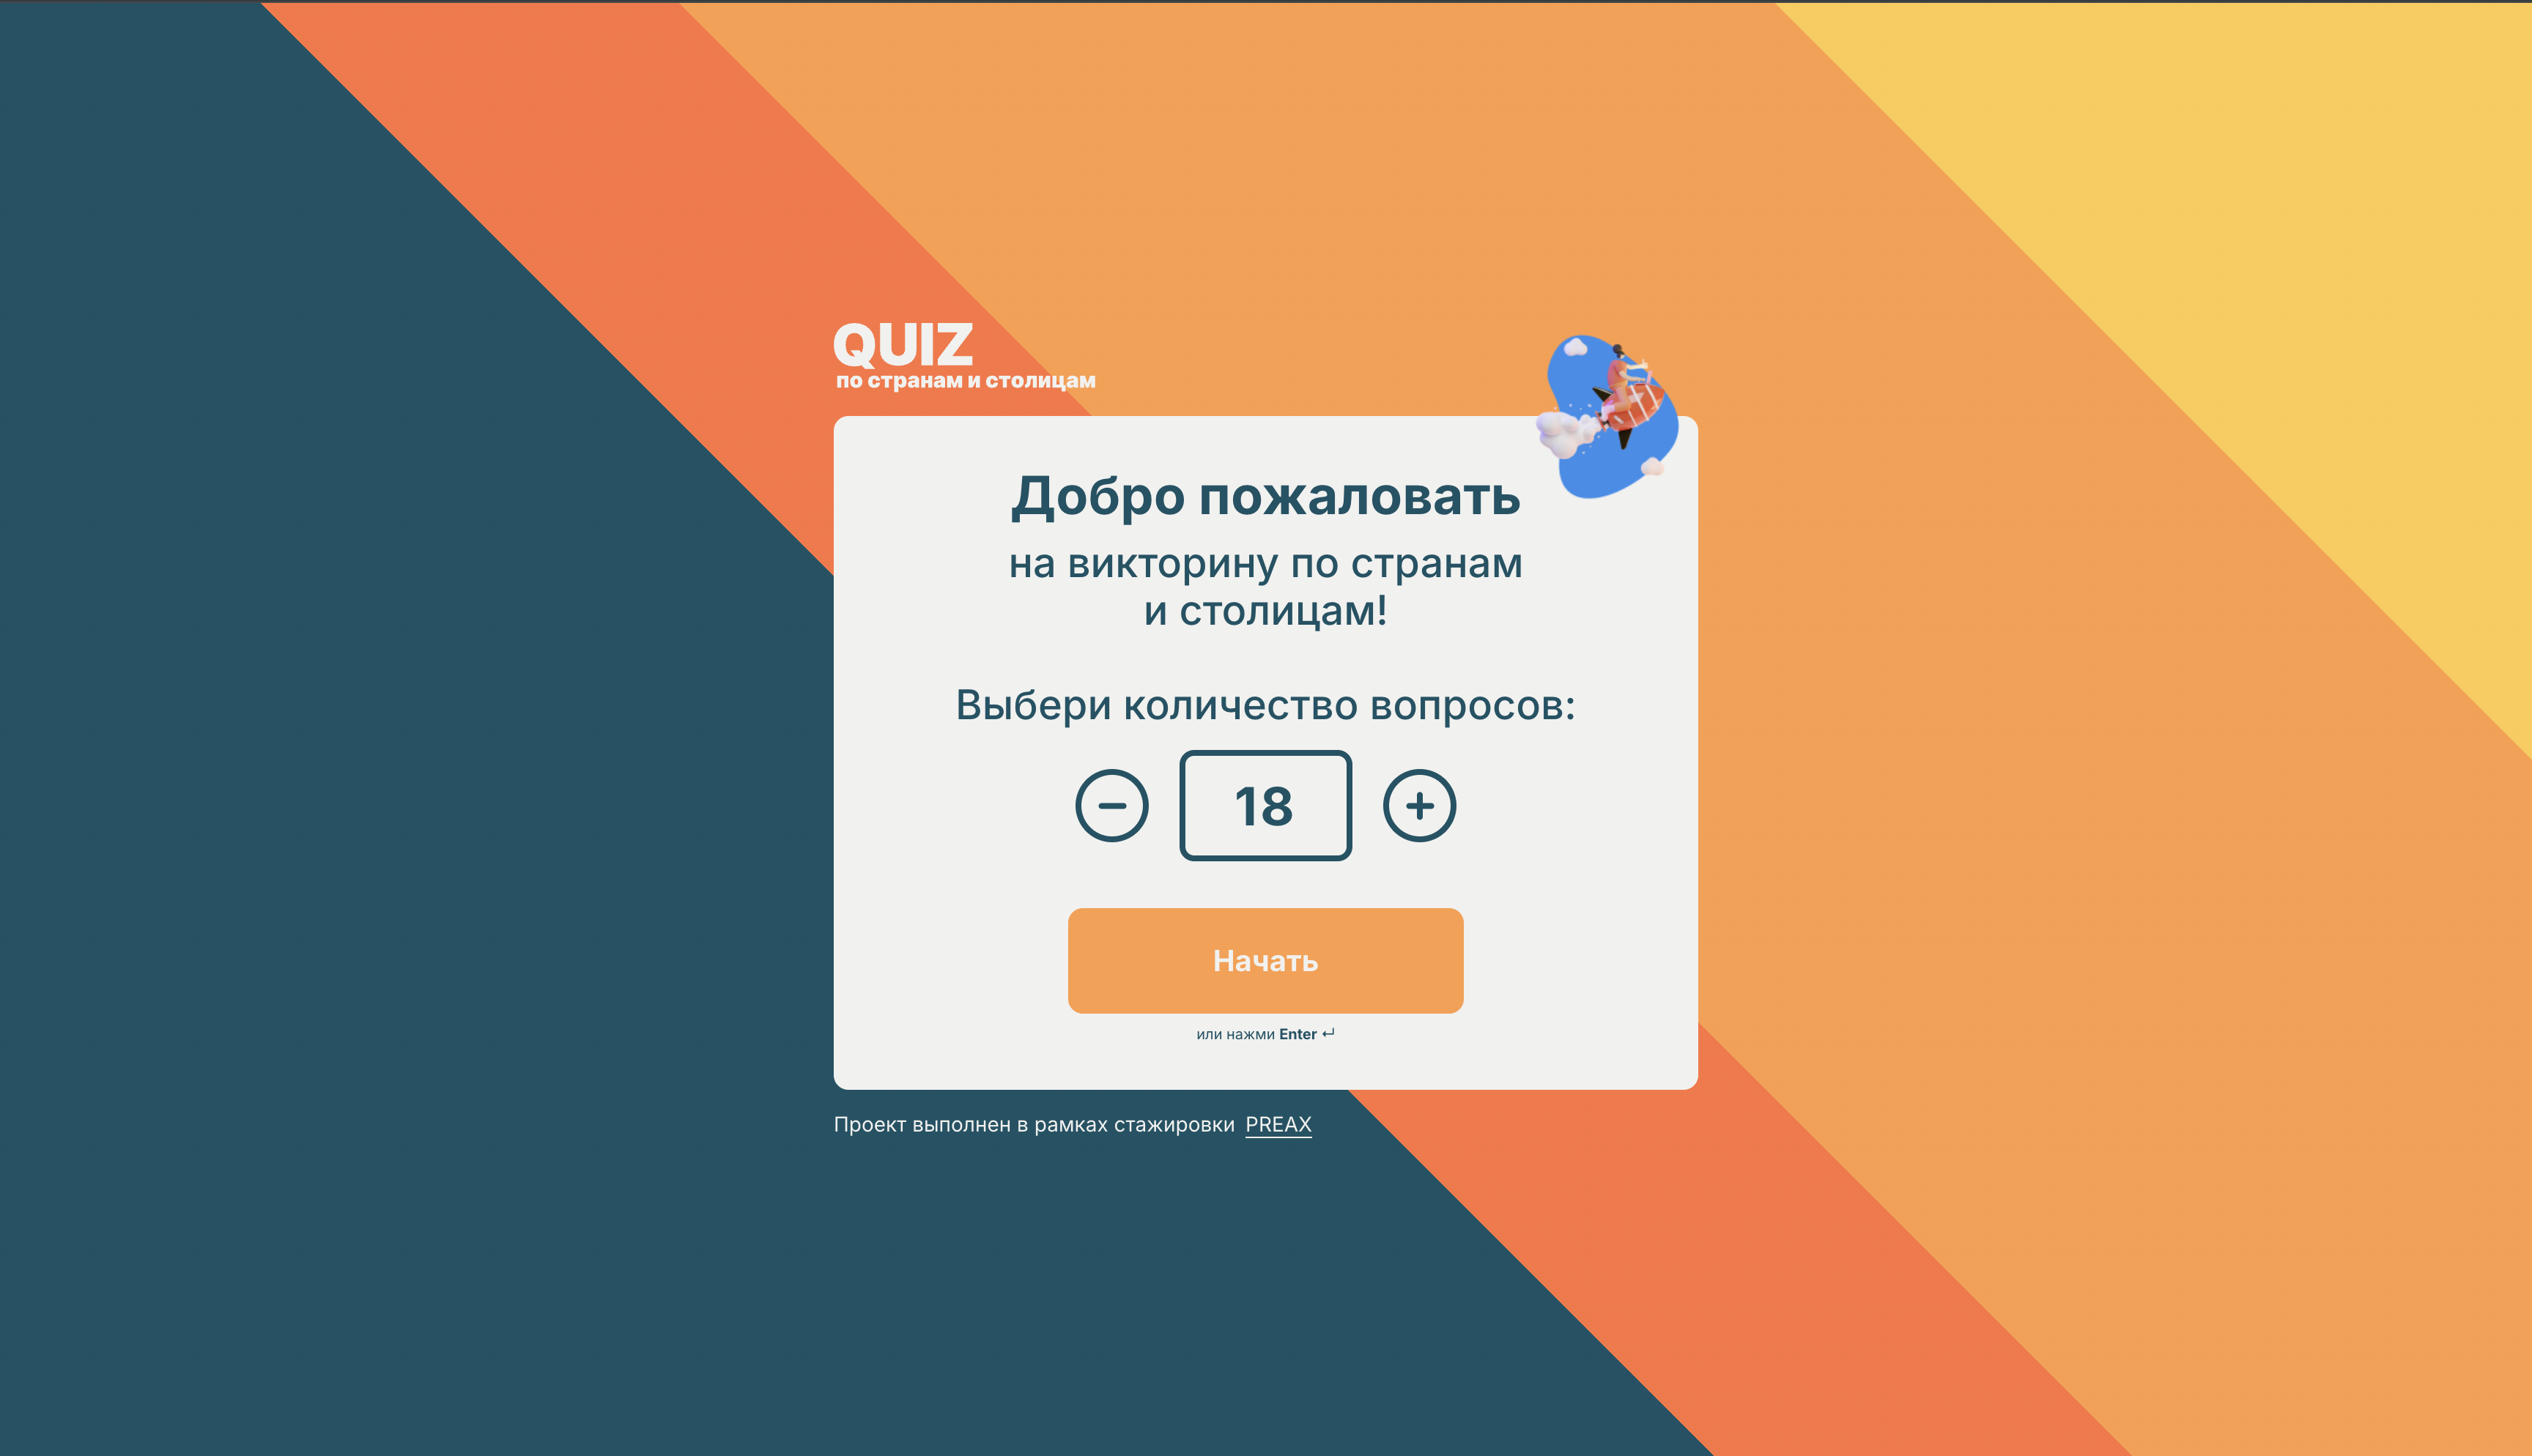 QUIZ
по странам и столицам
Добро пожаловать
на викторину по странам
и столицам!
Выбери количество вопросов:
18
Начать
или нажми Enter ↵
Проект выполнен в рамках стажировки PREAX